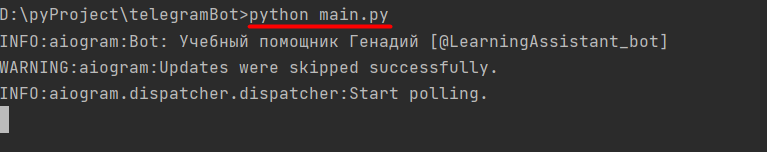 D:\pyProject\telegramBot>python main.py
INFO:aiogram:Bot: Учебный помощник Генадий [@LearningAssistant_bot]
WARNING:aiogram:Updates were skipped successfully.
INFO:aiogram.dispatcher.dispatcher:Start polling.